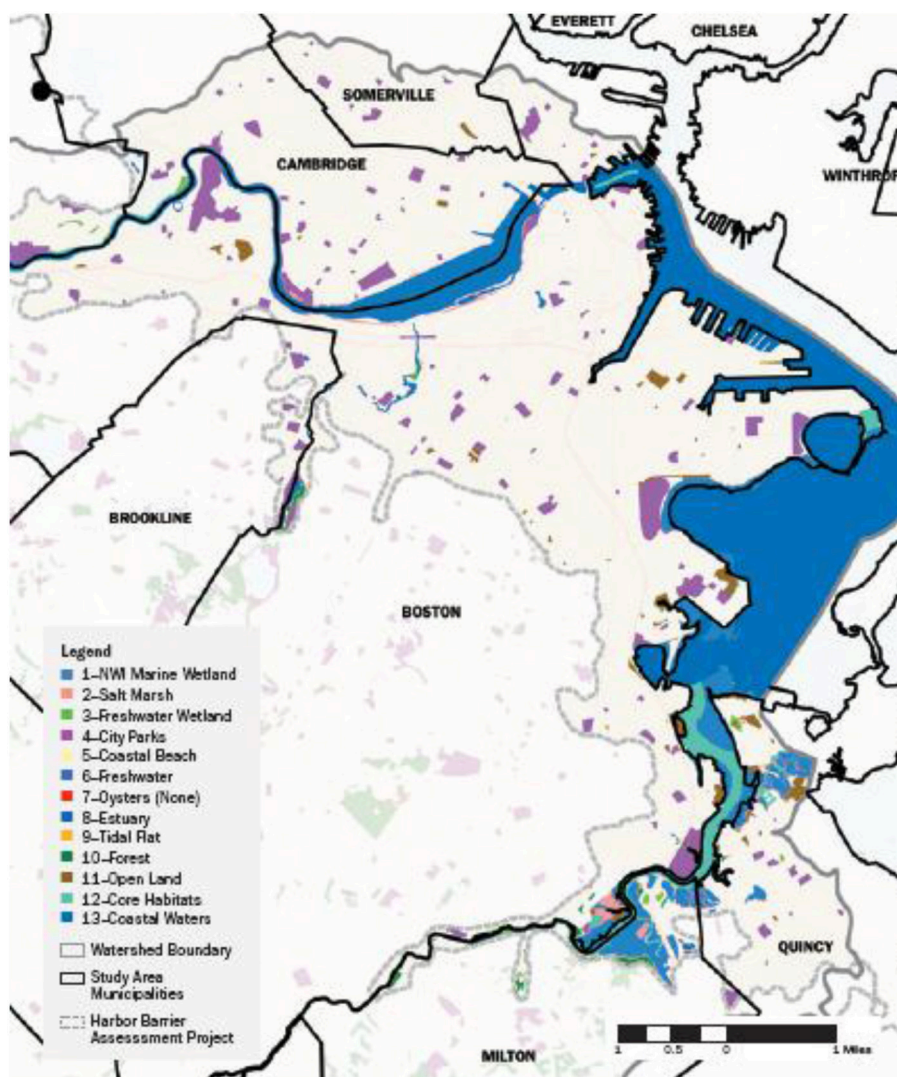 EVERETT
CHELSEA
SOMERVILLE
CAMBRIDGE
WINTHROP
BROOKLINE
BOSTON
Legend
1–NWI Marine Wetland
2–Salt Marsh
3–Freshwater Wetland
4–City Parks
5–Coastal Beach
6–Freshwater
7–Oysters (None)
8–Estuary
9–Tidal Flat
10–Forest
11–Open Land
12–Core Habitats
13–Coastal Waters
Watershed Boundary
Study Area
Municipalities
Harbor Barrier
Assesssment Project
QUINCY
MILTON
1 0.5 0 1 Miles